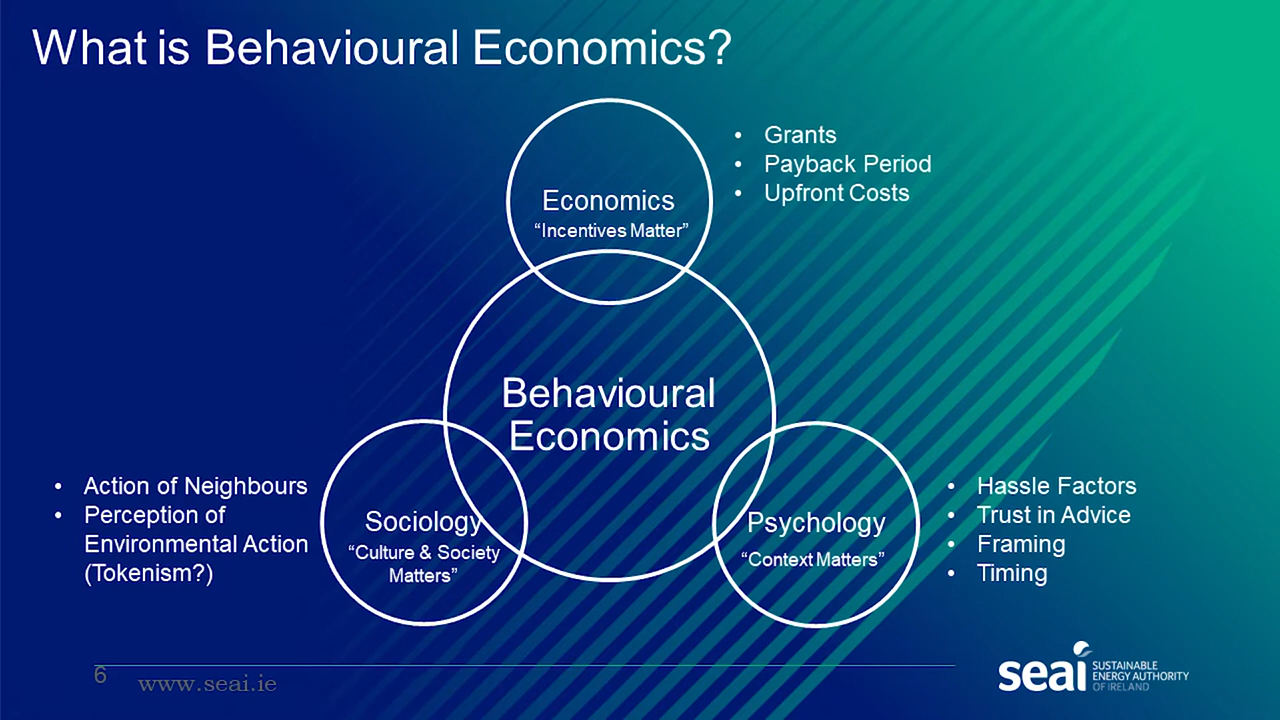 What is Behavioural Economics?
• Grants
• Payback Period
• Upfront Costs
Economics
“Incentives Matter”
Behavioural
Economics
• Action of Neighbours
• Perception of
Environmental Action
(Tokenism?)
Sociology
“Culture & Society
Matters”
Psychology
“Context Matters”
• Hassle Factors
• Trust in Advice
• Framing
• Timing
6
www.seai.ie
seai
SUSTAINABLE
ENERGY AUTHORITY
OF IRELAND